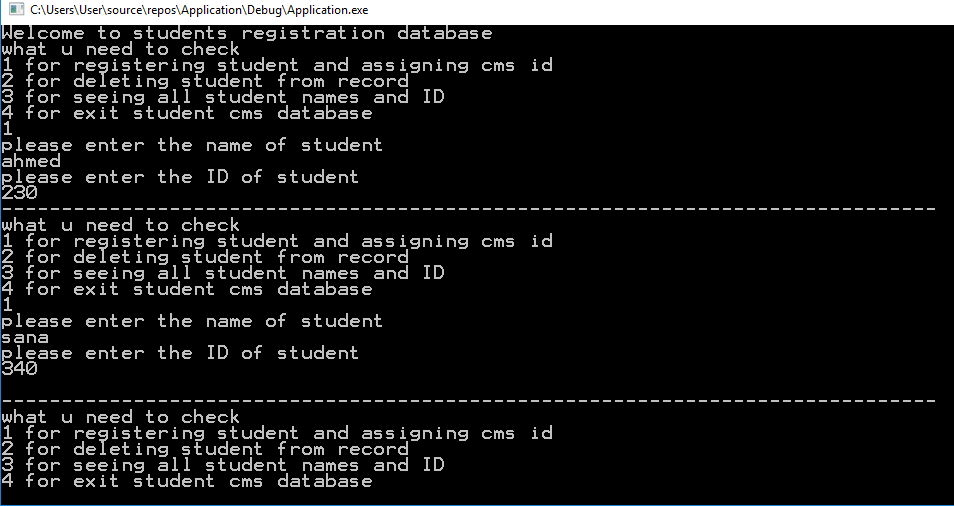 C:\Users\User\source\repos\Application\Debug\Application.exe
Welcome to students registration database
what u need to check
1 for registering student and assigning cms id
2 for deleting student from record
3 for seeing all student names and ID
4 for exit student cms database
1
please enter the name of student
ahmed
please enter the ID of student
230
------------------------------------------------------------------------------
what u need to check
1 for registering student and assigning cms id
2 for deleting student from record
3 for seeing all student names and ID
4 for exit student cms database
1
please enter the name of student
sana
please enter the ID of student
340
------------------------------------------------------------------------------
what u need to check
1 for registering student and assigning cms id
2 for deleting student from record
3 for seeing all student names and ID
4 for exit student cms database